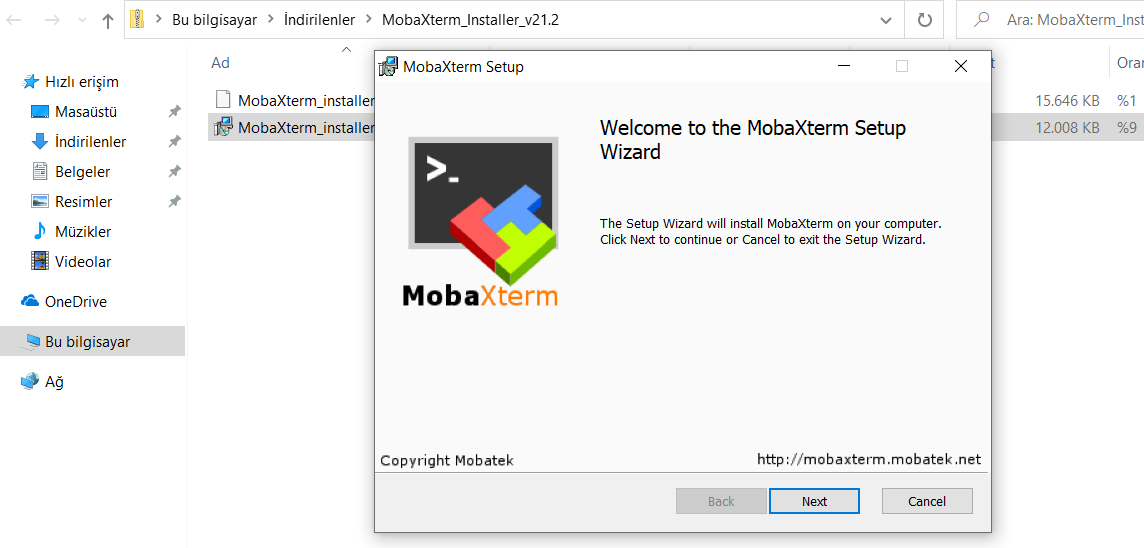 Bu bilgisayar > İndirilenler > MobaXterm_Installer_v21.2
Ara: MobaXterm_Inst
Ad
Oran
Hızlı erişim
Masaüstü
İndirilenler
Belgeler
Resimler
Müzikler
Videolar
OneDrive
Bu bilgisayar
Ağ
MobaXterm_installer
15.646 KB %1
MobaXterm_installer
12.008 KB %9
MobaXterm Setup
Welcome to the MobaXterm Setup
Wizard
The Setup Wizard will install MobaXterm on your computer.
Click Next to continue or Cancel to exit the Setup Wizard.
>_
MobaXterm
Copyright Mobatek
http://mobaxterm.mobatek.net
Back
Next
Cancel